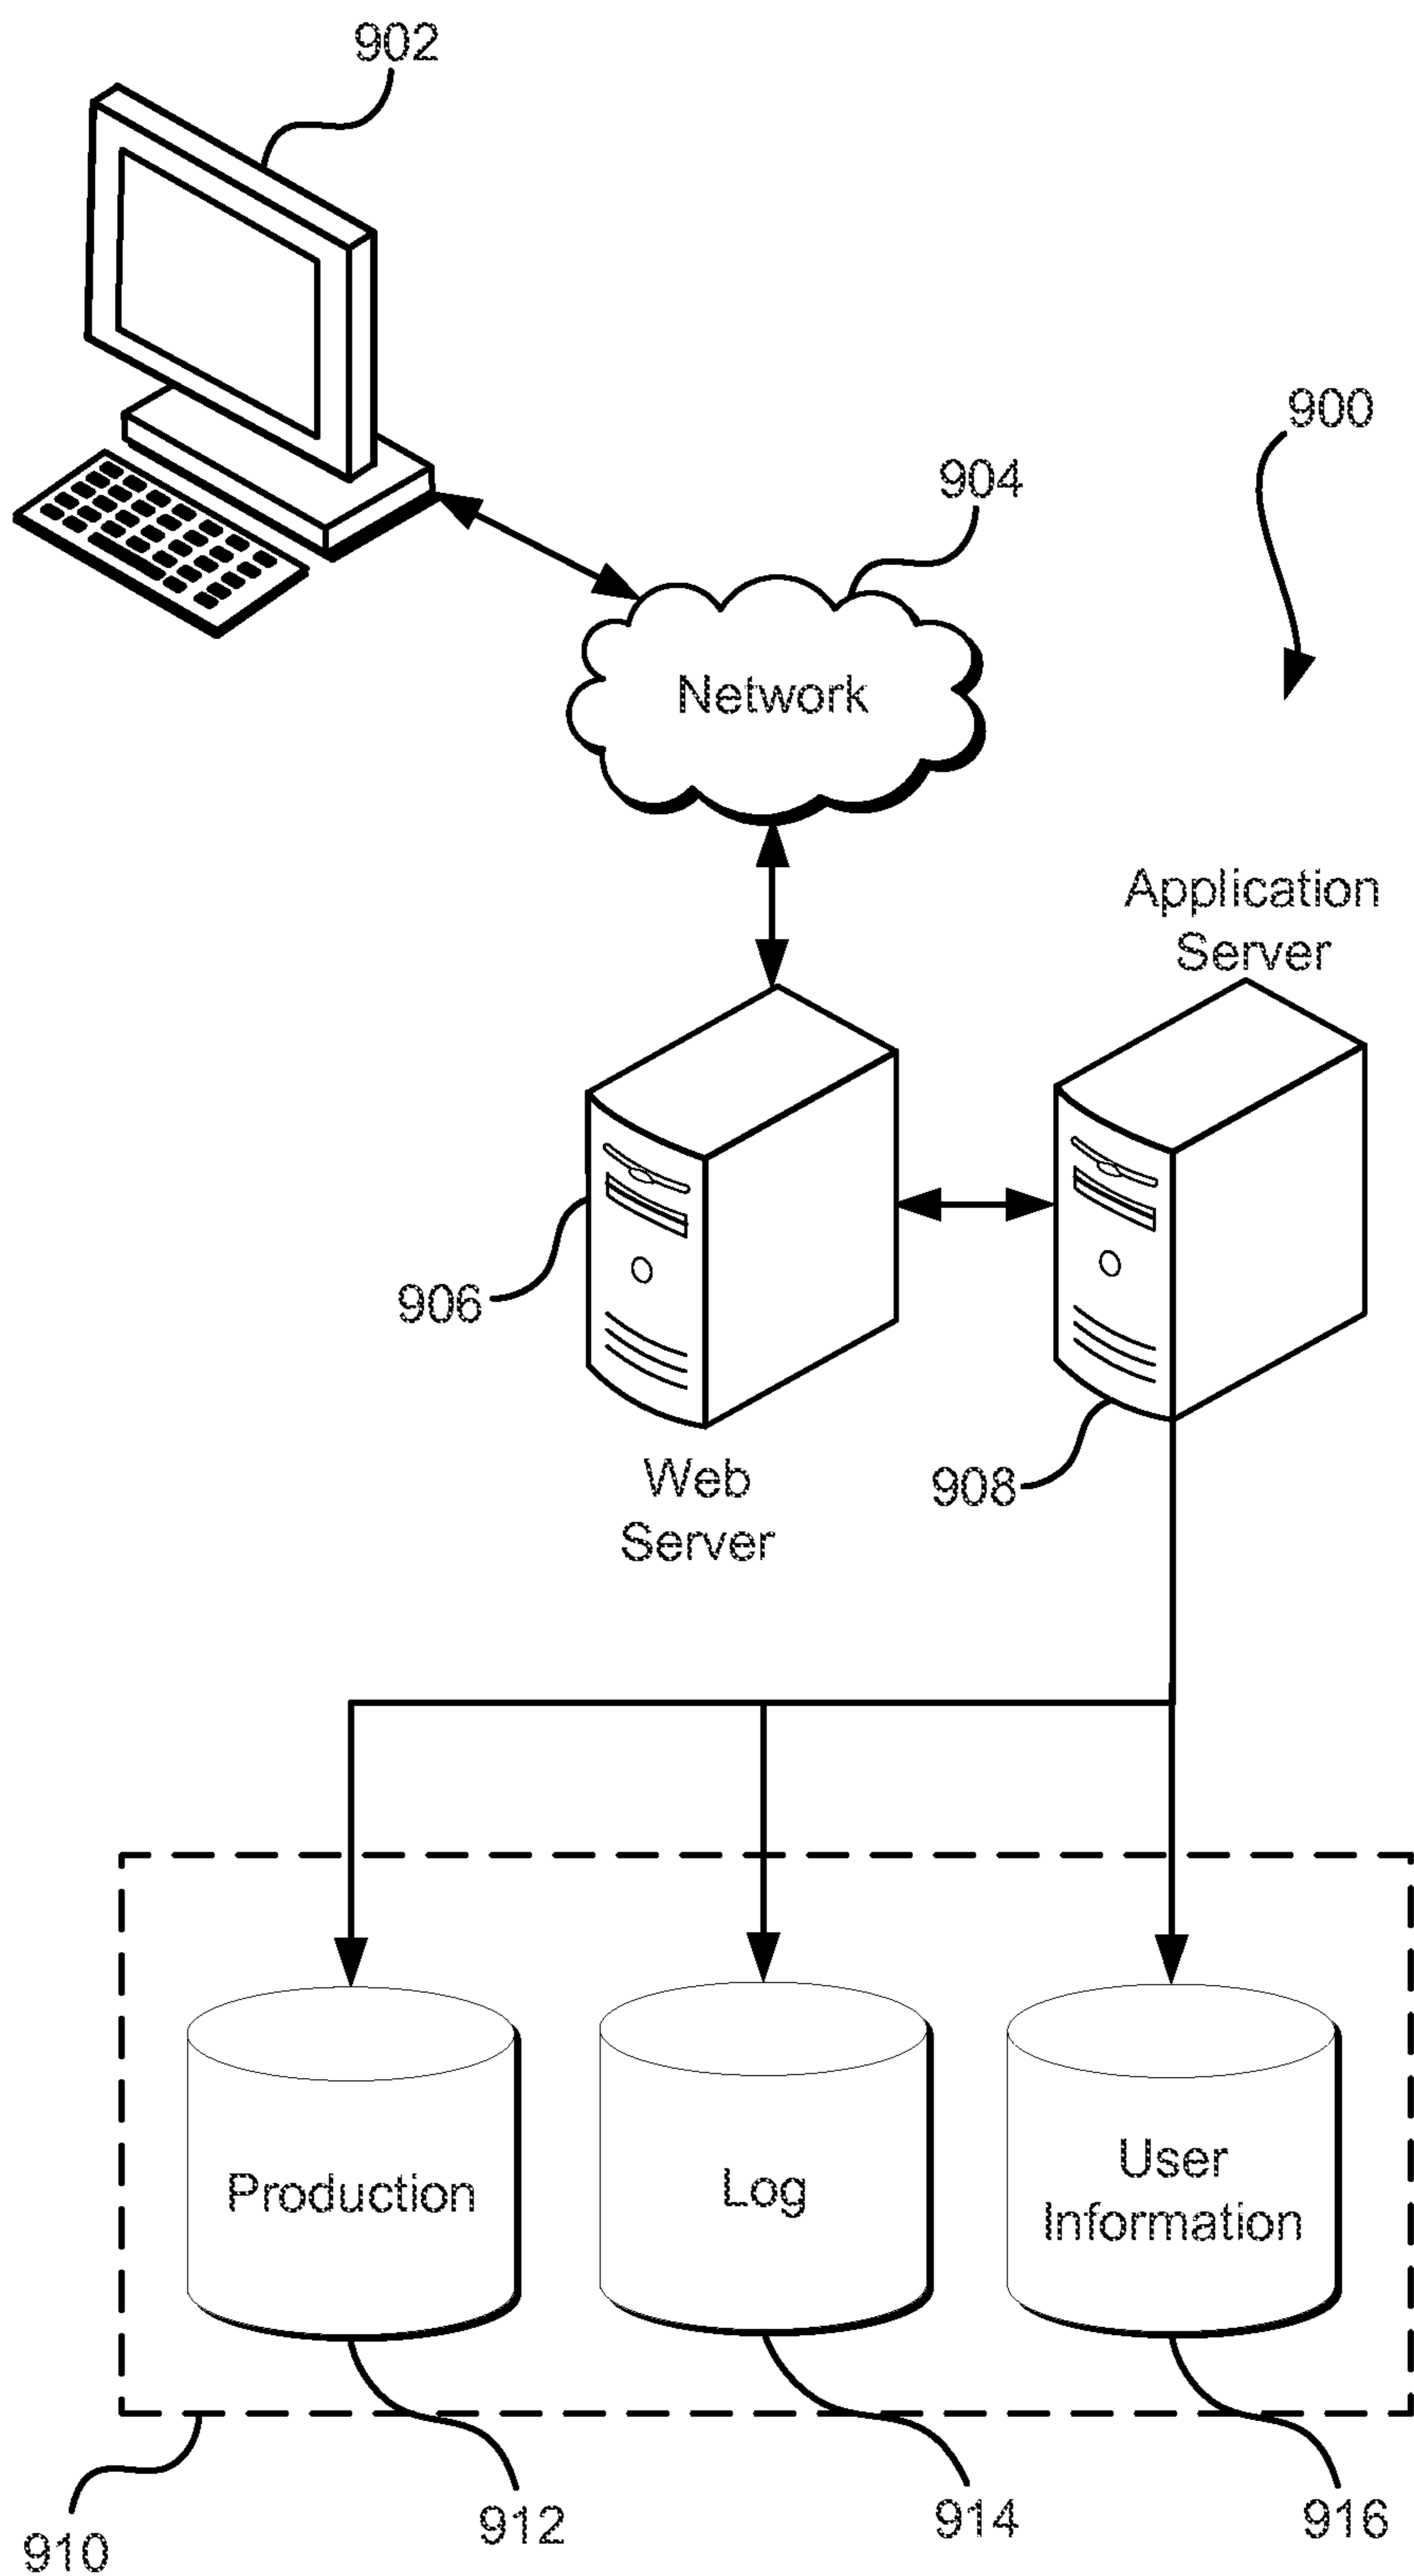 902
900
904
Network
Application
Server
906
Web
Server
908
Production
Log
User
Information
910
912
914
916